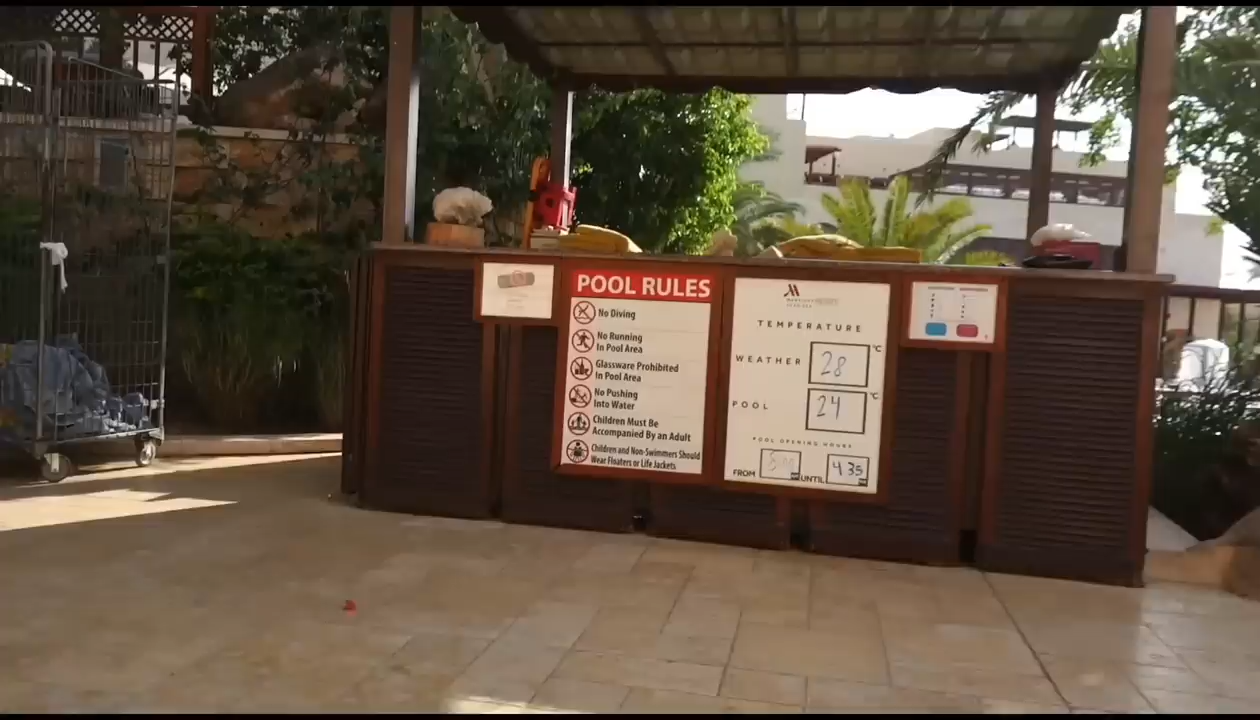 POOL RULES
No Diving
No Running
In Pool Area
Glassware Prohibited
In Pool Area
No Pushing
Into Water
Children Must Be
Accompanied By an Adult
Children and Non-Swimmers Should
Wear Floaters or Life Jackets
TEMPERATURE
WEATHER 28 °C
POOL 24 °C
POOL OPENING HOURS
FROM UNTIL 4 35